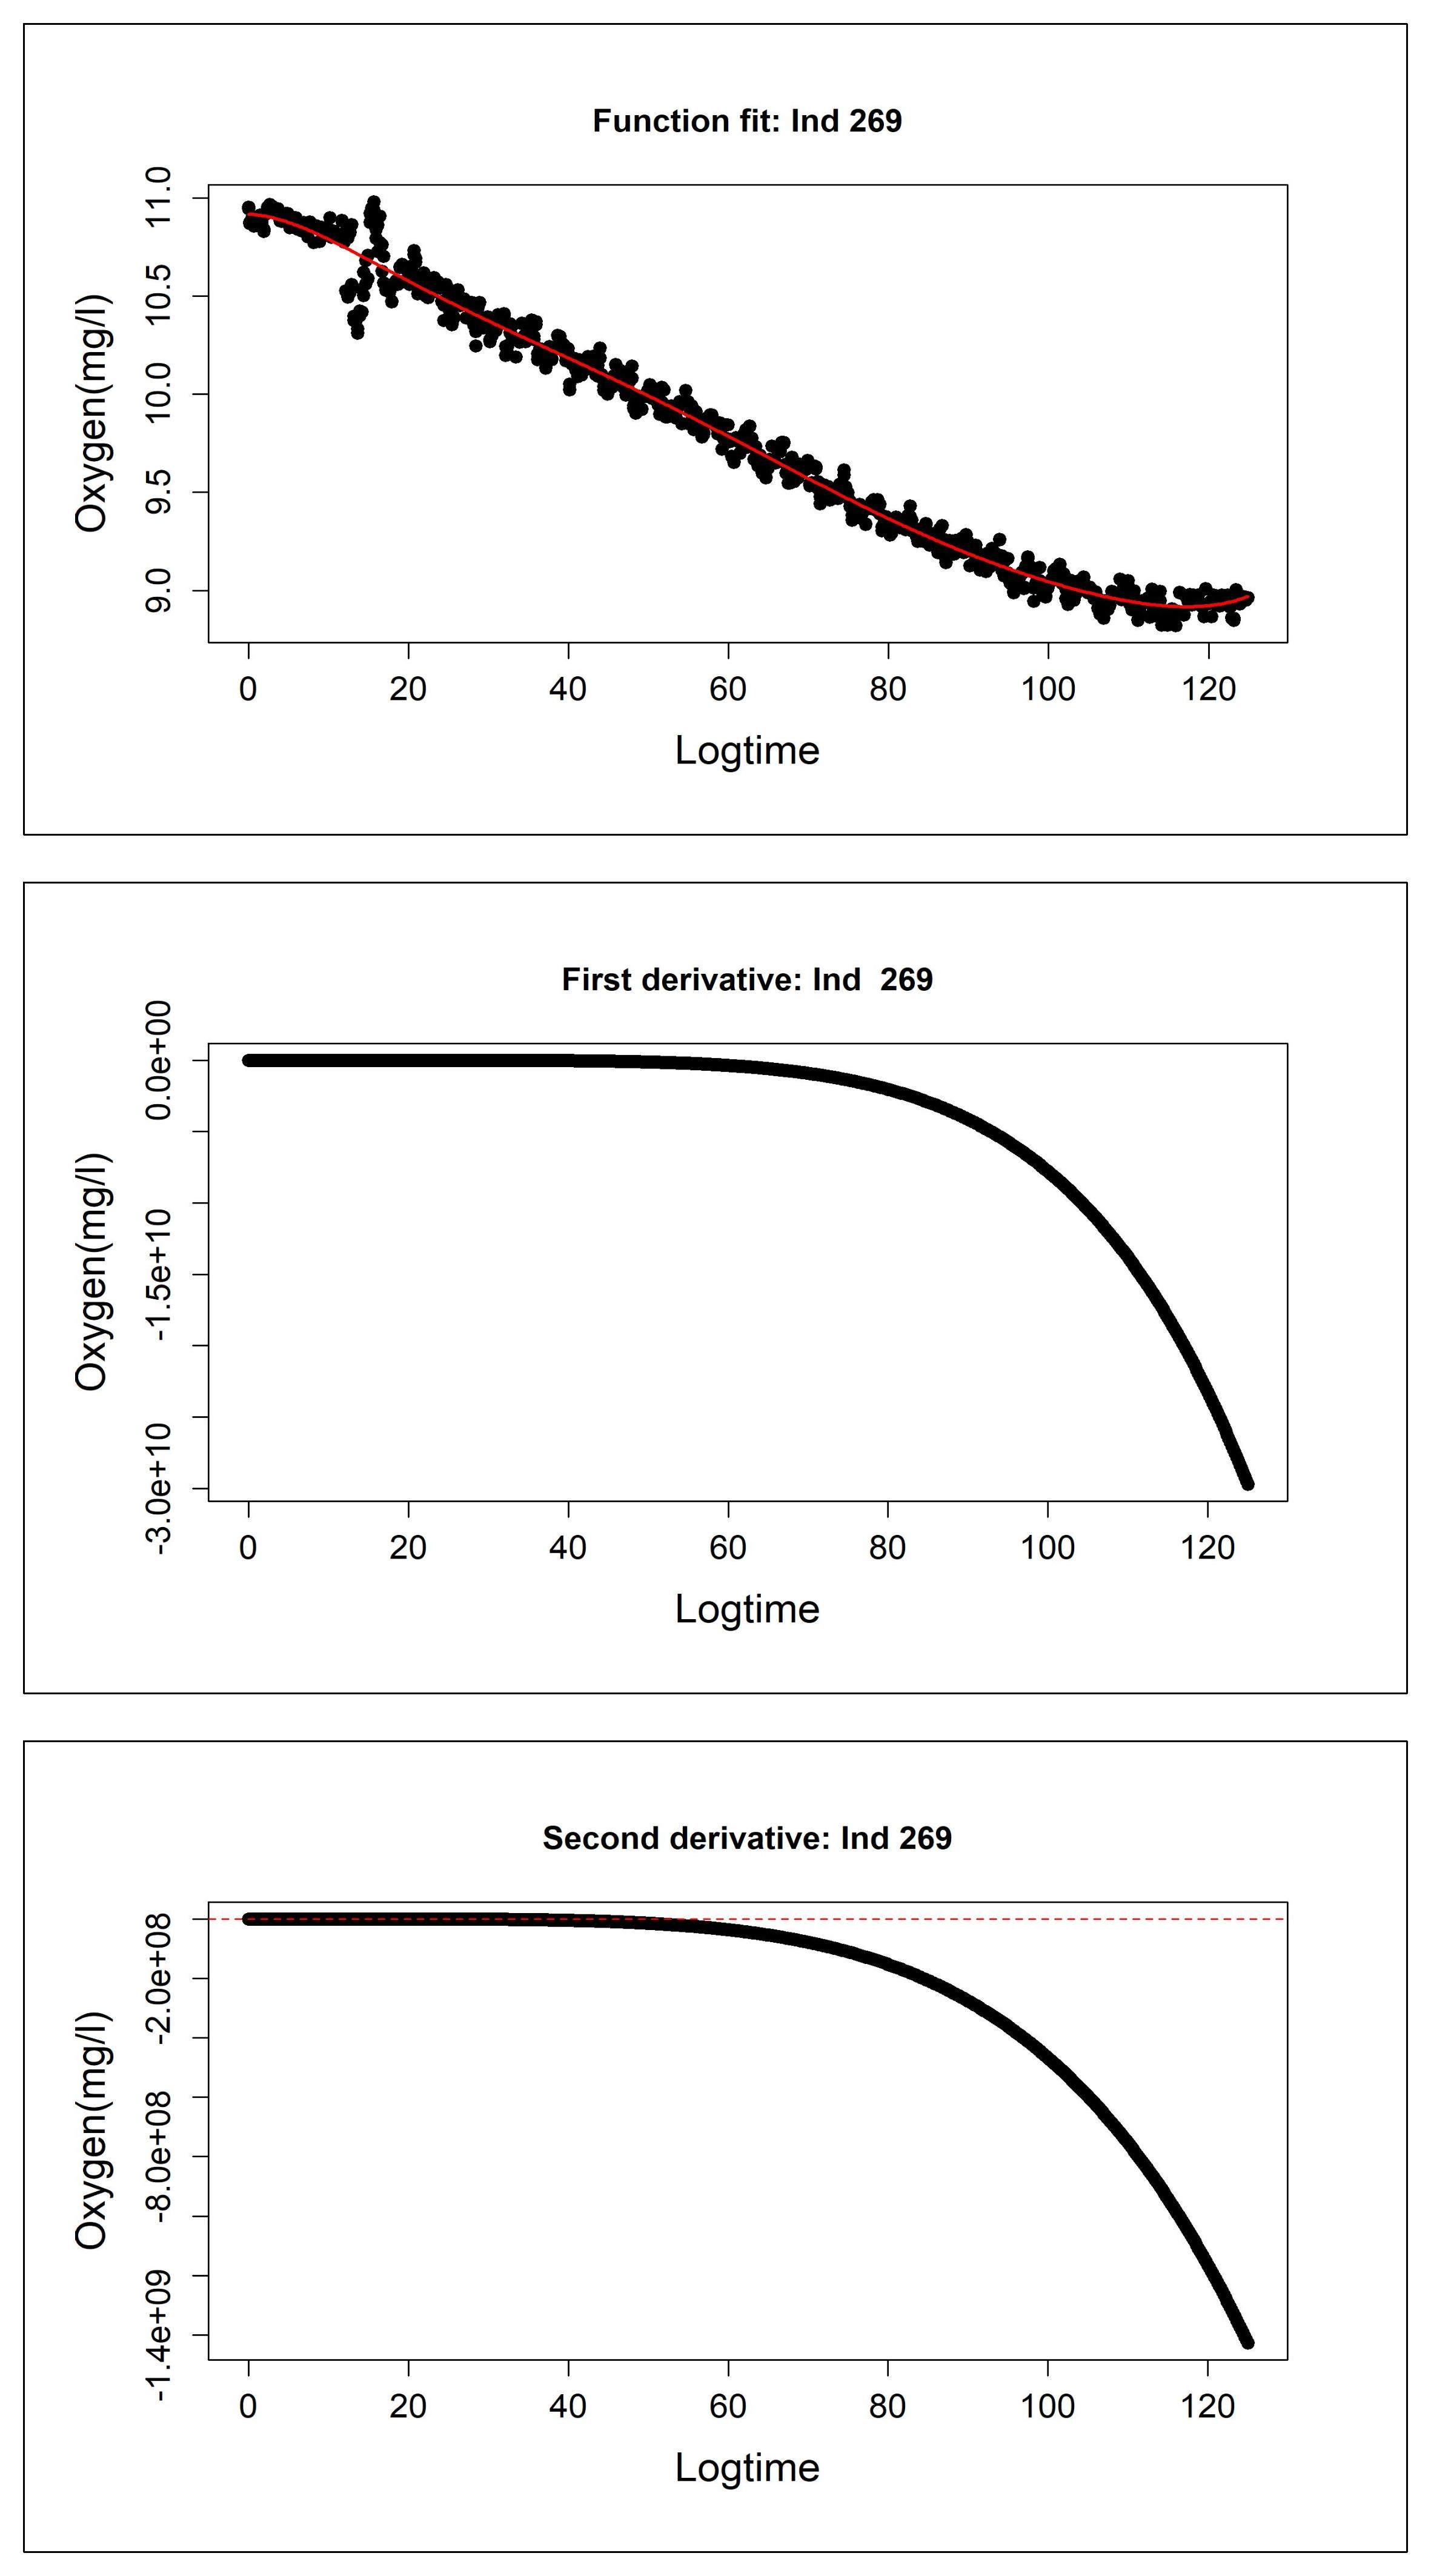 Function fit: Ind 269
Oxygen(mg/l)
11.0
10.5
10.0
9.5
9.0
0 20 40 60 80 100 120
Logtime
First derivative: Ind  269
Oxygen(mg/l)
0.0e+00
-1.5e+10
-3.0e+10
0 20 40 60 80 100 120
Logtime
Second derivative: Ind 269
Oxygen(mg/l)
-2.0e+08
-8.0e+08
-1.4e+09
0 20 40 60 80 100 120
Logtime